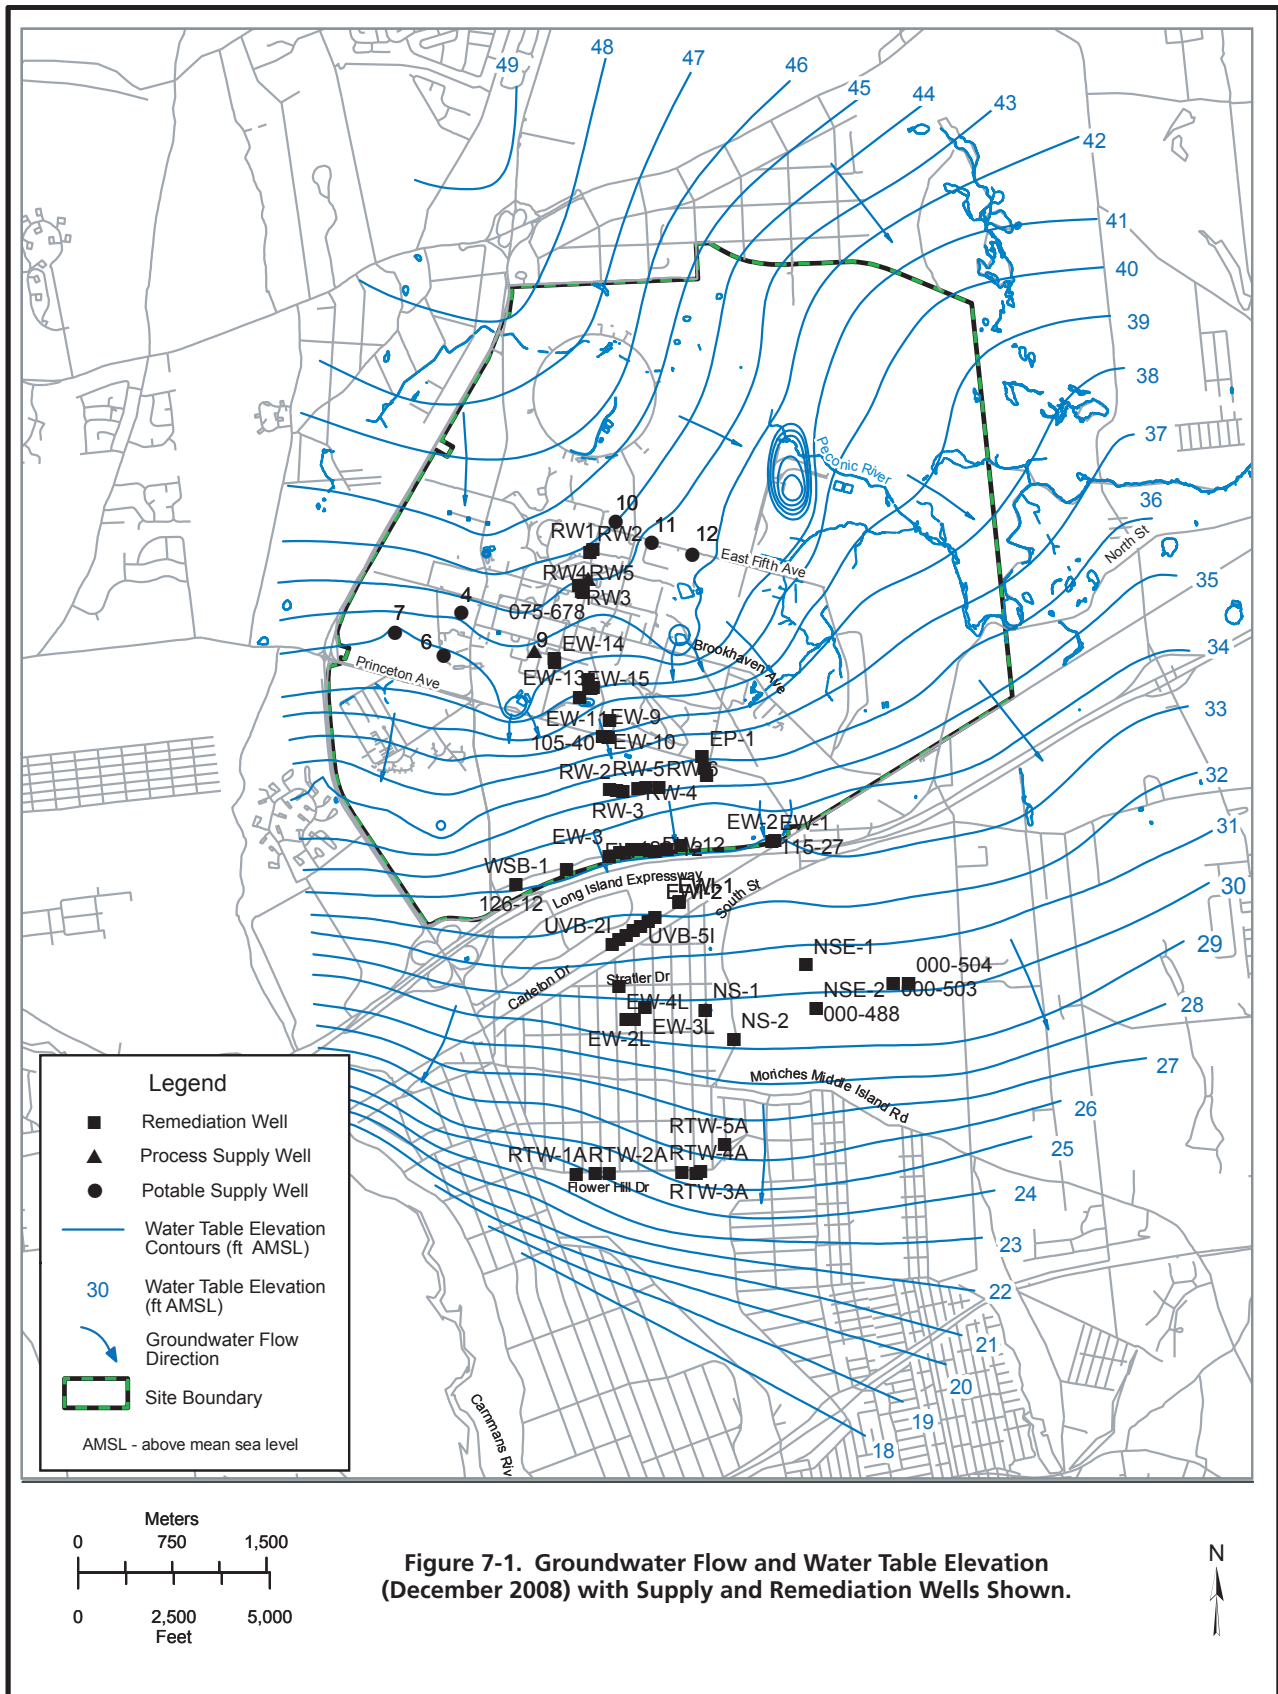 48
49
47
46
45
44
43
42
41
40
39
38
37
36
35
34
33
32
31
30
29
28
27
26
25
24
23
22
21
20
19
18
Peconic River
North St
10
11
12
RW1
RW2
East Fifth Ave
RW4
RW5
RW3
075-678
4
7
6
9
EW-14
Brookhaven Ave
Princeton Ave
EW-13
EW-15
EW-11
EW-9
105-40
EW-10
EP-1
RW-2
RW-5
RW-6
RW-4
RW-3
EW-3
EW-12
EW-2
EW-1
115-27
WSB-1
126-12
Long Island Expressway
EWI-1
EWI-2
South St
UVB-2I
UVB-5I
NSE-1
000-504
000-503
Carleton Dr
Stratler Dr
NSE-2
000-488
EW-4L
NS-1
EW-3L
NS-2
EW-2L
Moriches Middle Island Rd
RTW-5A
RTW-1A
RTW-2A
RTW-4A
RTW-3A
Flower Hill Dr
Carmans Riv
Legend
Remediation Well
Process Supply Well
Potable Supply Well
Water Table Elevation
Contours (ft AMSL)
30 Water Table Elevation
(ft AMSL)
Groundwater Flow
Direction
Site Boundary
AMSL - above mean sea level
Meters
0 750 1,500
0 2,500 5,000
Feet
Figure 7-1. Groundwater Flow and Water Table Elevation
(December 2008) with Supply and Remediation Wells Shown.
N